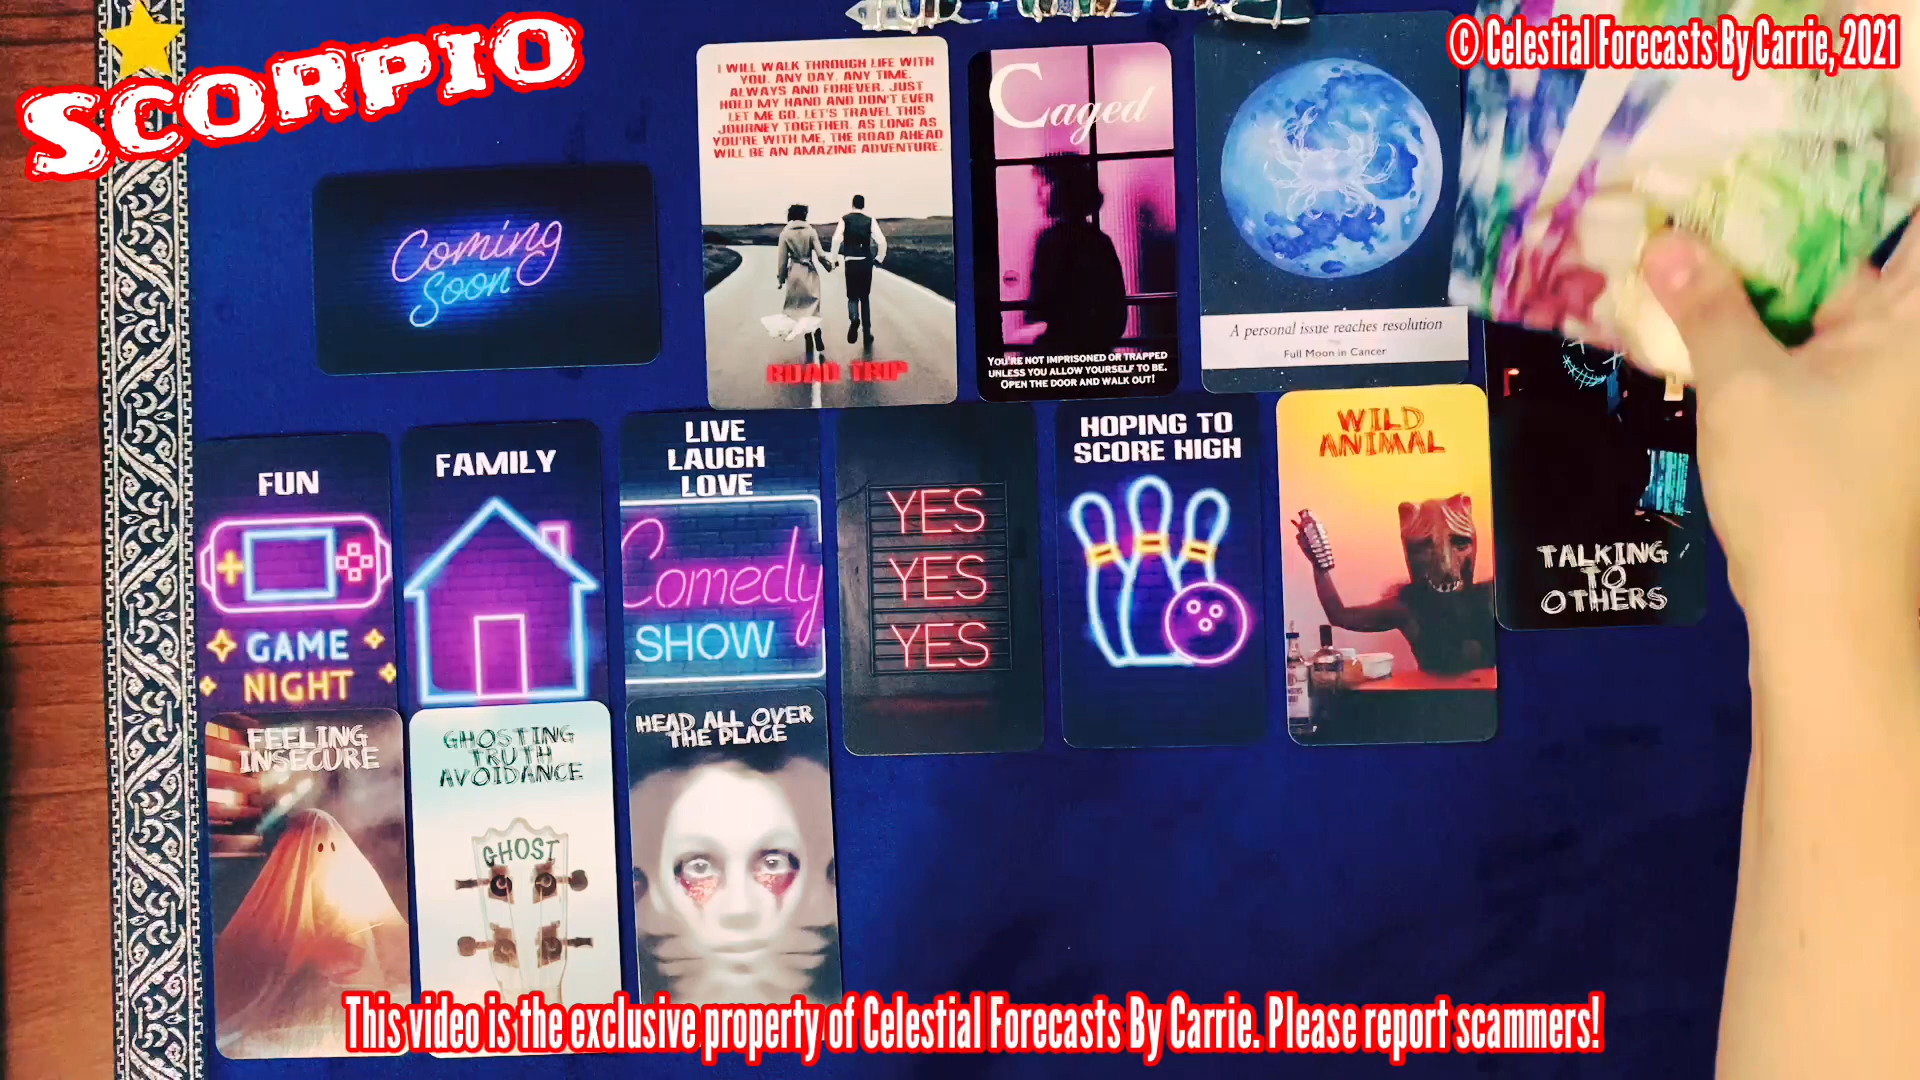 SCORPIO
© Celestial Forecasts By Carrie, 2021
Coming
Soon
I WILL WALK THROUGH LIFE WITH
YOU. ANY DAY. ANY TIME.
ALWAYS AND FOREVER. JUST
HOLD MY HAND AND DON'T EVER
LET ME GO. LET'S TRAVEL THIS
JOURNEY TOGETHER. AS LONG AS
YOU'RE WITH ME, THE ROAD AHEAD
WILL BE AN AMAZING ADVENTURE.
ROAD TRIP
Caged
YOU'RE NOT IMPRISONED OR TRAPPED
UNLESS YOU ALLOW YOURSELF TO BE.
OPEN THE DOOR AND WALK OUT!
A personal issue reaches resolution
Full Moon in Cancer
FUN
GAME
NIGHT
FAMILY
LIVE
LAUGH
LOVE
Comedy
SHOW
YES
YES
YES
HOPING TO
SCORE HIGH
WILD
ANIMAL
TALKING
TO
OTHERS
FEELING
INSECURE
GHOSTING
TRUTH
AVOIDANCE
GHOST
HEAD ALL OVER
THE PLACE
This video is the exclusive property of Celestial Forecasts By Carrie. Please report scammers!